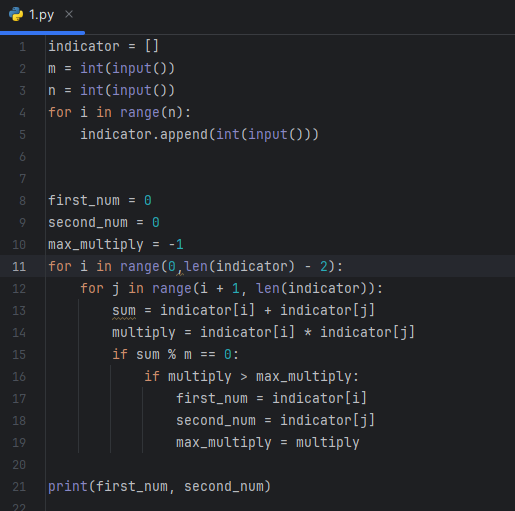 1.py ×
1 indicator = []
2 m = int(input())
3 n = int(input())
4 for i in range(n):
5     indicator.append(int(input()))
6
7
8 first_num = 0
9 second_num = 0
10 max_multiply = -1
11 for i in range(0,len(indicator) - 2):
12     for j in range(i + 1, len(indicator)):
13         sum = indicator[i] + indicator[j]
14         multiply = indicator[i] * indicator[j]
15         if sum % m == 0:
16             if multiply > max_multiply:
17                 first_num = indicator[i]
18                 second_num = indicator[j]
19                 max_multiply = multiply
20
21 print(first_num, second_num)
22